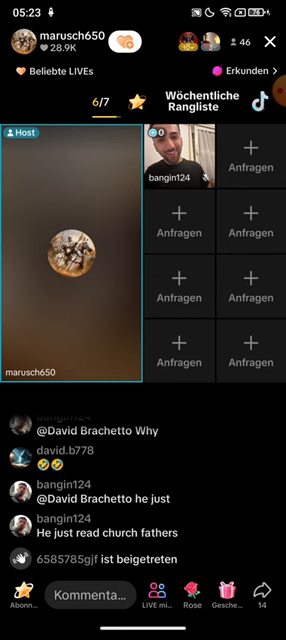 05:23
76
marusch650
28.9K
10+
3
46
Beliebte LIVEs
Erkunden >
6/7
Wöchentliche
Rangliste
Host
0
bangin124
Anfragen
Anfragen
Anfragen
Anfragen
Anfragen
Anfragen
Anfragen
marusch650
bangin124
@David Brachetto Why
david.b778
🤣🤣
bangin124
@David Brachetto he just
bangin124
He just read church fathers
6585785gjf ist beigetreten
Abonn...
Kommenta...
LIVE mi...
Rose
Gesche...
14